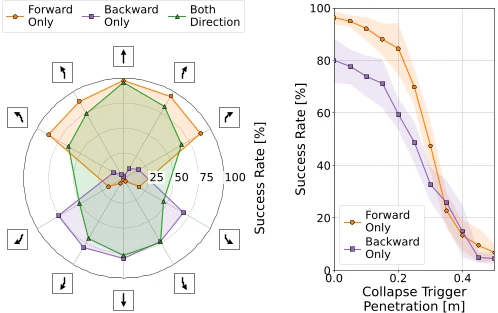 Forward
Only
Backward
Only
Both
Direction
25 50 75 100
Success Rate [%]
Success Rate [%]
100
80
60
40
20
0
Forward
Only
Backward
Only
0.0 0.2 0.4
Collapse Trigger
Penetration [m]